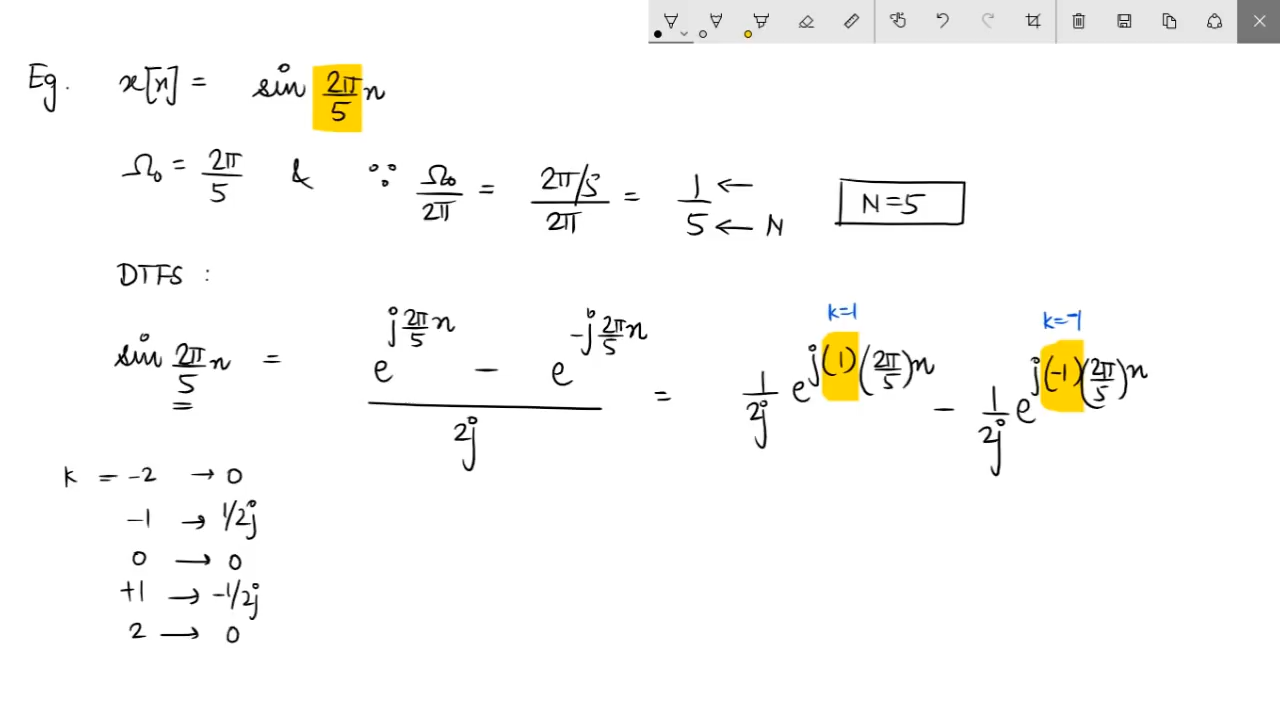 Eg. x[n] = sin 2π/5 n
Ω₀ = 2π/5 & ∵ Ω₀/2π = (2π/5)/2π = 1/5 ← ← N N=5
DTFS :
k=1 k=-1
sin 2π/5 n = (e^(j 2π/5 n) - e^(-j 2π/5 n))/2j = 1/2j e^(j(1)(2π/5)n) - 1/2j e^(j(-1)(2π/5)n)
k = -2 → 0
-1 → 1/2j
0 → 0
+1 → -1/2j
2 → 0